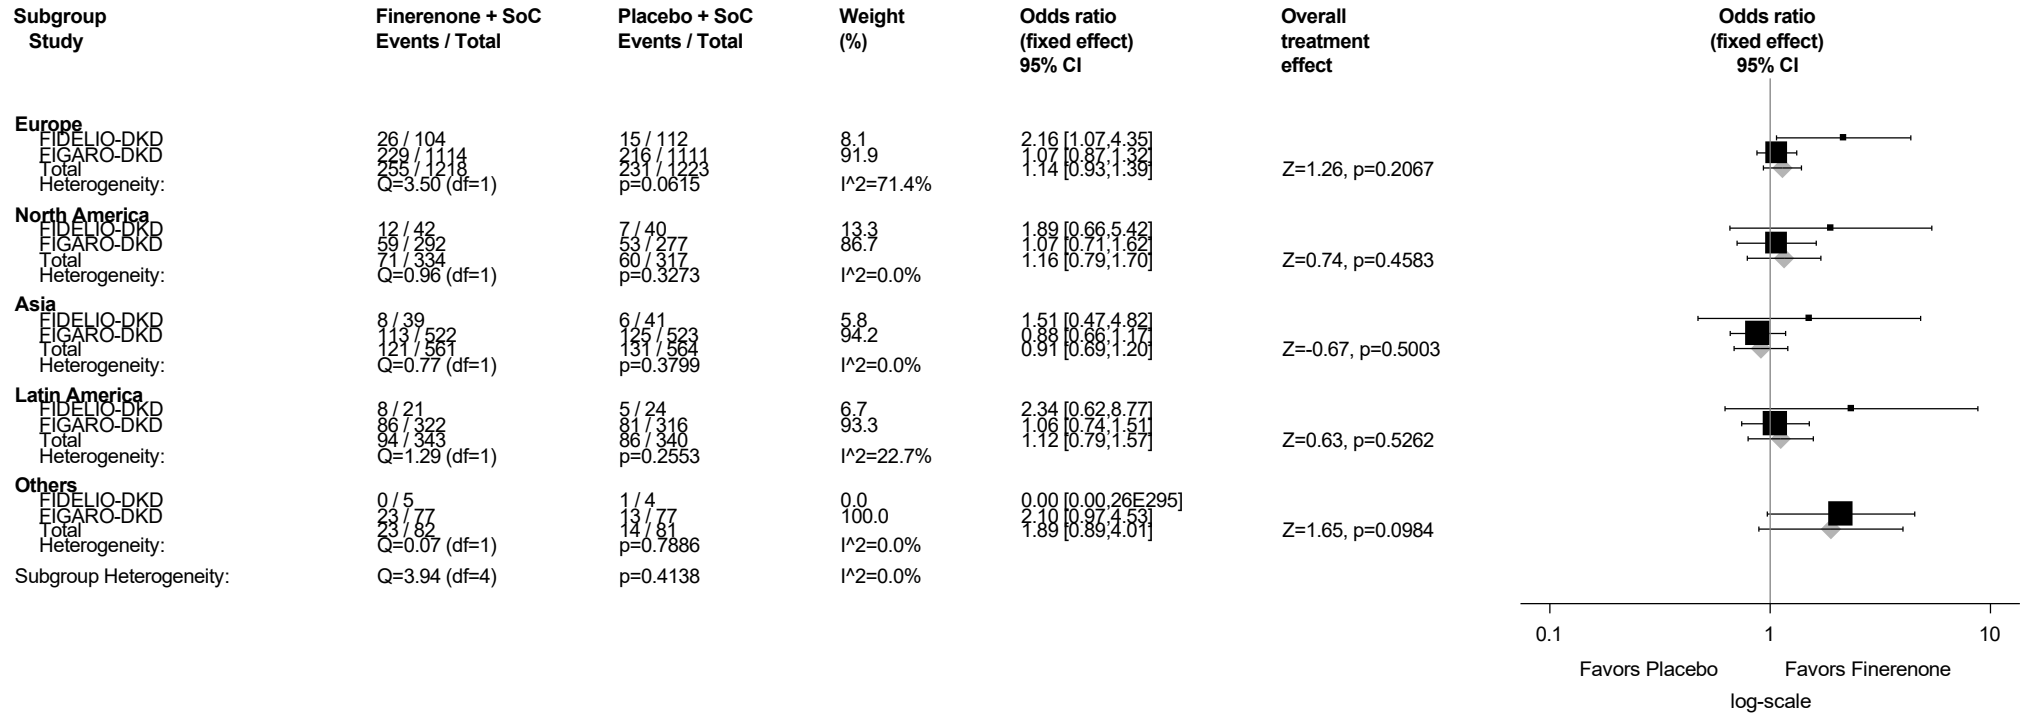 Subgroup Finerenone + SoC Placebo + SoC Weight Odds ratio Overall Odds ratio
Study Events / Total Events / Total (%) (fixed effect) treatment (fixed effect)
95% CI effect 95% CI
Europe
FIDELIO-DKD 26 / 104 15 / 112 8.1 2.16 [1.07,4.35]
FIGARO-DKD 229 / 1114 216 / 1111 91.9 1.07 [0.87,1.32]
Total 255 / 1218 231 / 1223 1.14 [0.93,1.39] Z=1.26, p=0.2067
Heterogeneity: Q=3.50 (df=1) p=0.0615 I^2=71.4%
North America
FIDELIO-DKD 12 / 42 7 / 40 13.3 1.89 [0.66,5.42]
FIGARO-DKD 59 / 292 53 / 277 86.7 1.07 [0.71,1.62]
Total 71 / 334 60 / 317 1.16 [0.79,1.70] Z=0.74, p=0.4583
Heterogeneity: Q=0.96 (df=1) p=0.3273 I^2=0.0%
Asia
FIDELIO-DKD 8 / 39 6 / 41 5.8 1.51 [0.47,4.82]
FIGARO-DKD 113 / 522 125 / 523 94.2 0.88 [0.66,1.17]
Total 121 / 561 131 / 564 0.91 [0.69,1.20] Z=-0.67, p=0.5003
Heterogeneity: Q=0.77 (df=1) p=0.3799 I^2=0.0%
Latin America
FIDELIO-DKD 8 / 21 5 / 24 6.7 2.34 [0.62,8.77]
FIGARO-DKD 86 / 322 81 / 316 93.3 1.06 [0.74,1.51]
Total 94 / 343 86 / 340 1.12 [0.79,1.57] Z=0.63, p=0.5262
Heterogeneity: Q=1.29 (df=1) p=0.2553 I^2=22.7%
Others
FIDELIO-DKD 0 / 5 1 / 4 0.0 0.00 [0.00,26E295]
FIGARO-DKD 23 / 77 13 / 77 100.0 2.10 [0.97,4.53]
Total 23 / 82 14 / 81 1.89 [0.89,4.01] Z=1.65, p=0.0984
Heterogeneity: Q=0.07 (df=1) p=0.7886 I^2=0.0%
Subgroup Heterogeneity: Q=3.94 (df=4) p=0.4138 I^2=0.0%
0.1 1 10
Favors Placebo Favors Finerenone
log-scale